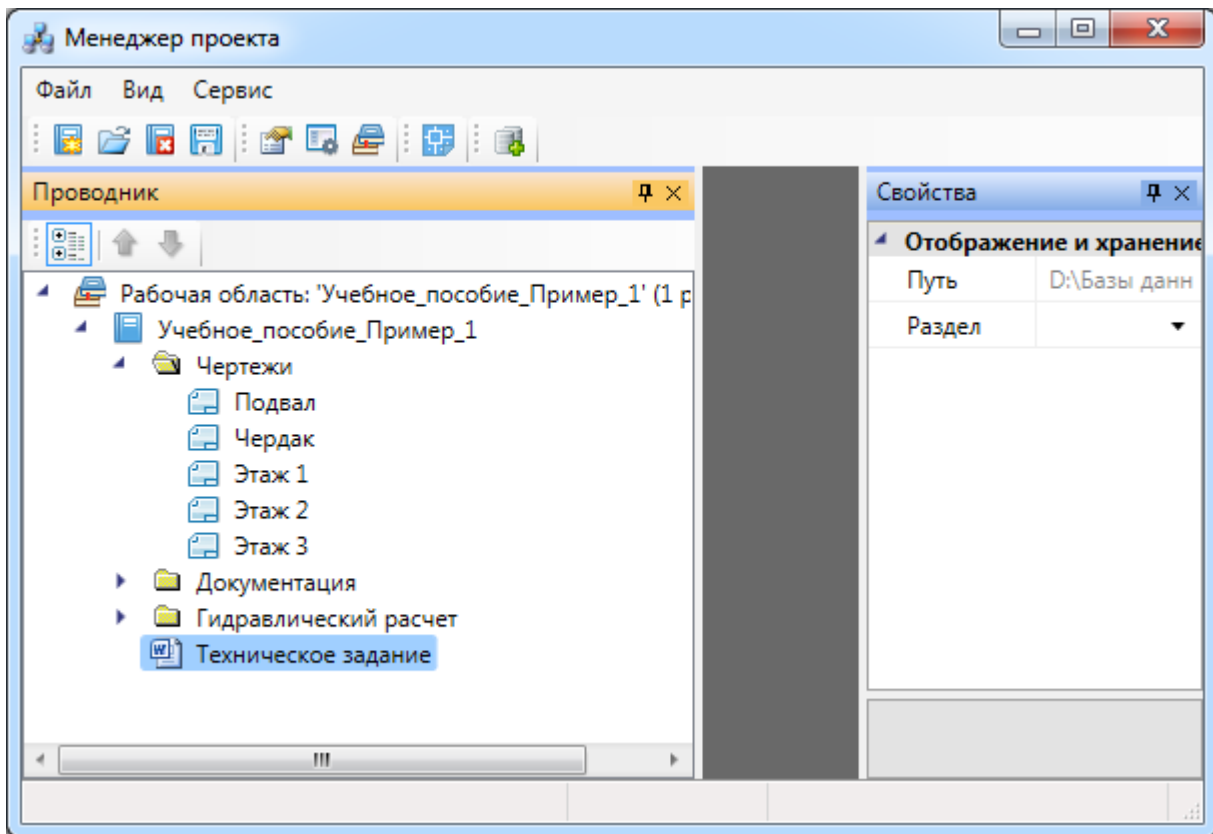 Менеджер проекта
Файл Вид Сервис
Проводник
Свойства
Рабочая область: 'Учебное_пособие_Пример_1' (1 р
Учебное_пособие_Пример_1
Чертежи
Подвал
Чердак
Этаж 1
Этаж 2
Этаж 3
Документация
Гидравлический расчет
Техническое задание
Отображение и хранение
Путь D:\Базы данн
Раздел